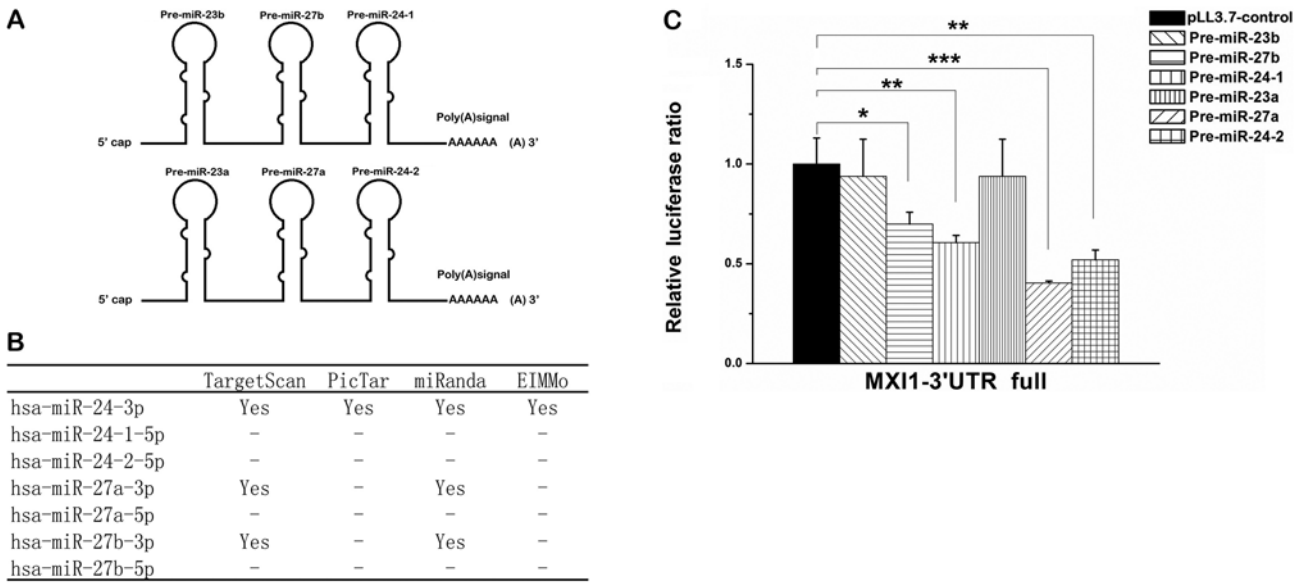 A
Pre-miR-23b Pre-miR-27b Pre-miR-24-1
Poly(A)signal
5' cap AAAAAA (A) 3'
Pre-miR-23a Pre-miR-27a Pre-miR-24-2
Poly(A)signal
5' cap AAAAAA (A) 3'
B
TargetScan PicTar miRanda EIMMo
hsa-miR-24-3p Yes Yes Yes Yes
hsa-miR-24-1-5p - - - -
hsa-miR-24-2-5p - - - -
hsa-miR-27a-3p Yes - Yes -
hsa-miR-27a-5p - - - -
hsa-miR-27b-3p Yes - Yes -
hsa-miR-27b-5p - - - -
C
pLL3.7-control
Pre-miR-23b
Pre-miR-27b
Pre-miR-24-1
Pre-miR-23a
Pre-miR-27a
Pre-miR-24-2
**
***
**
*
1.5
1.0
0.5
0.0
Relative luciferase ratio
MXI1-3'UTR full